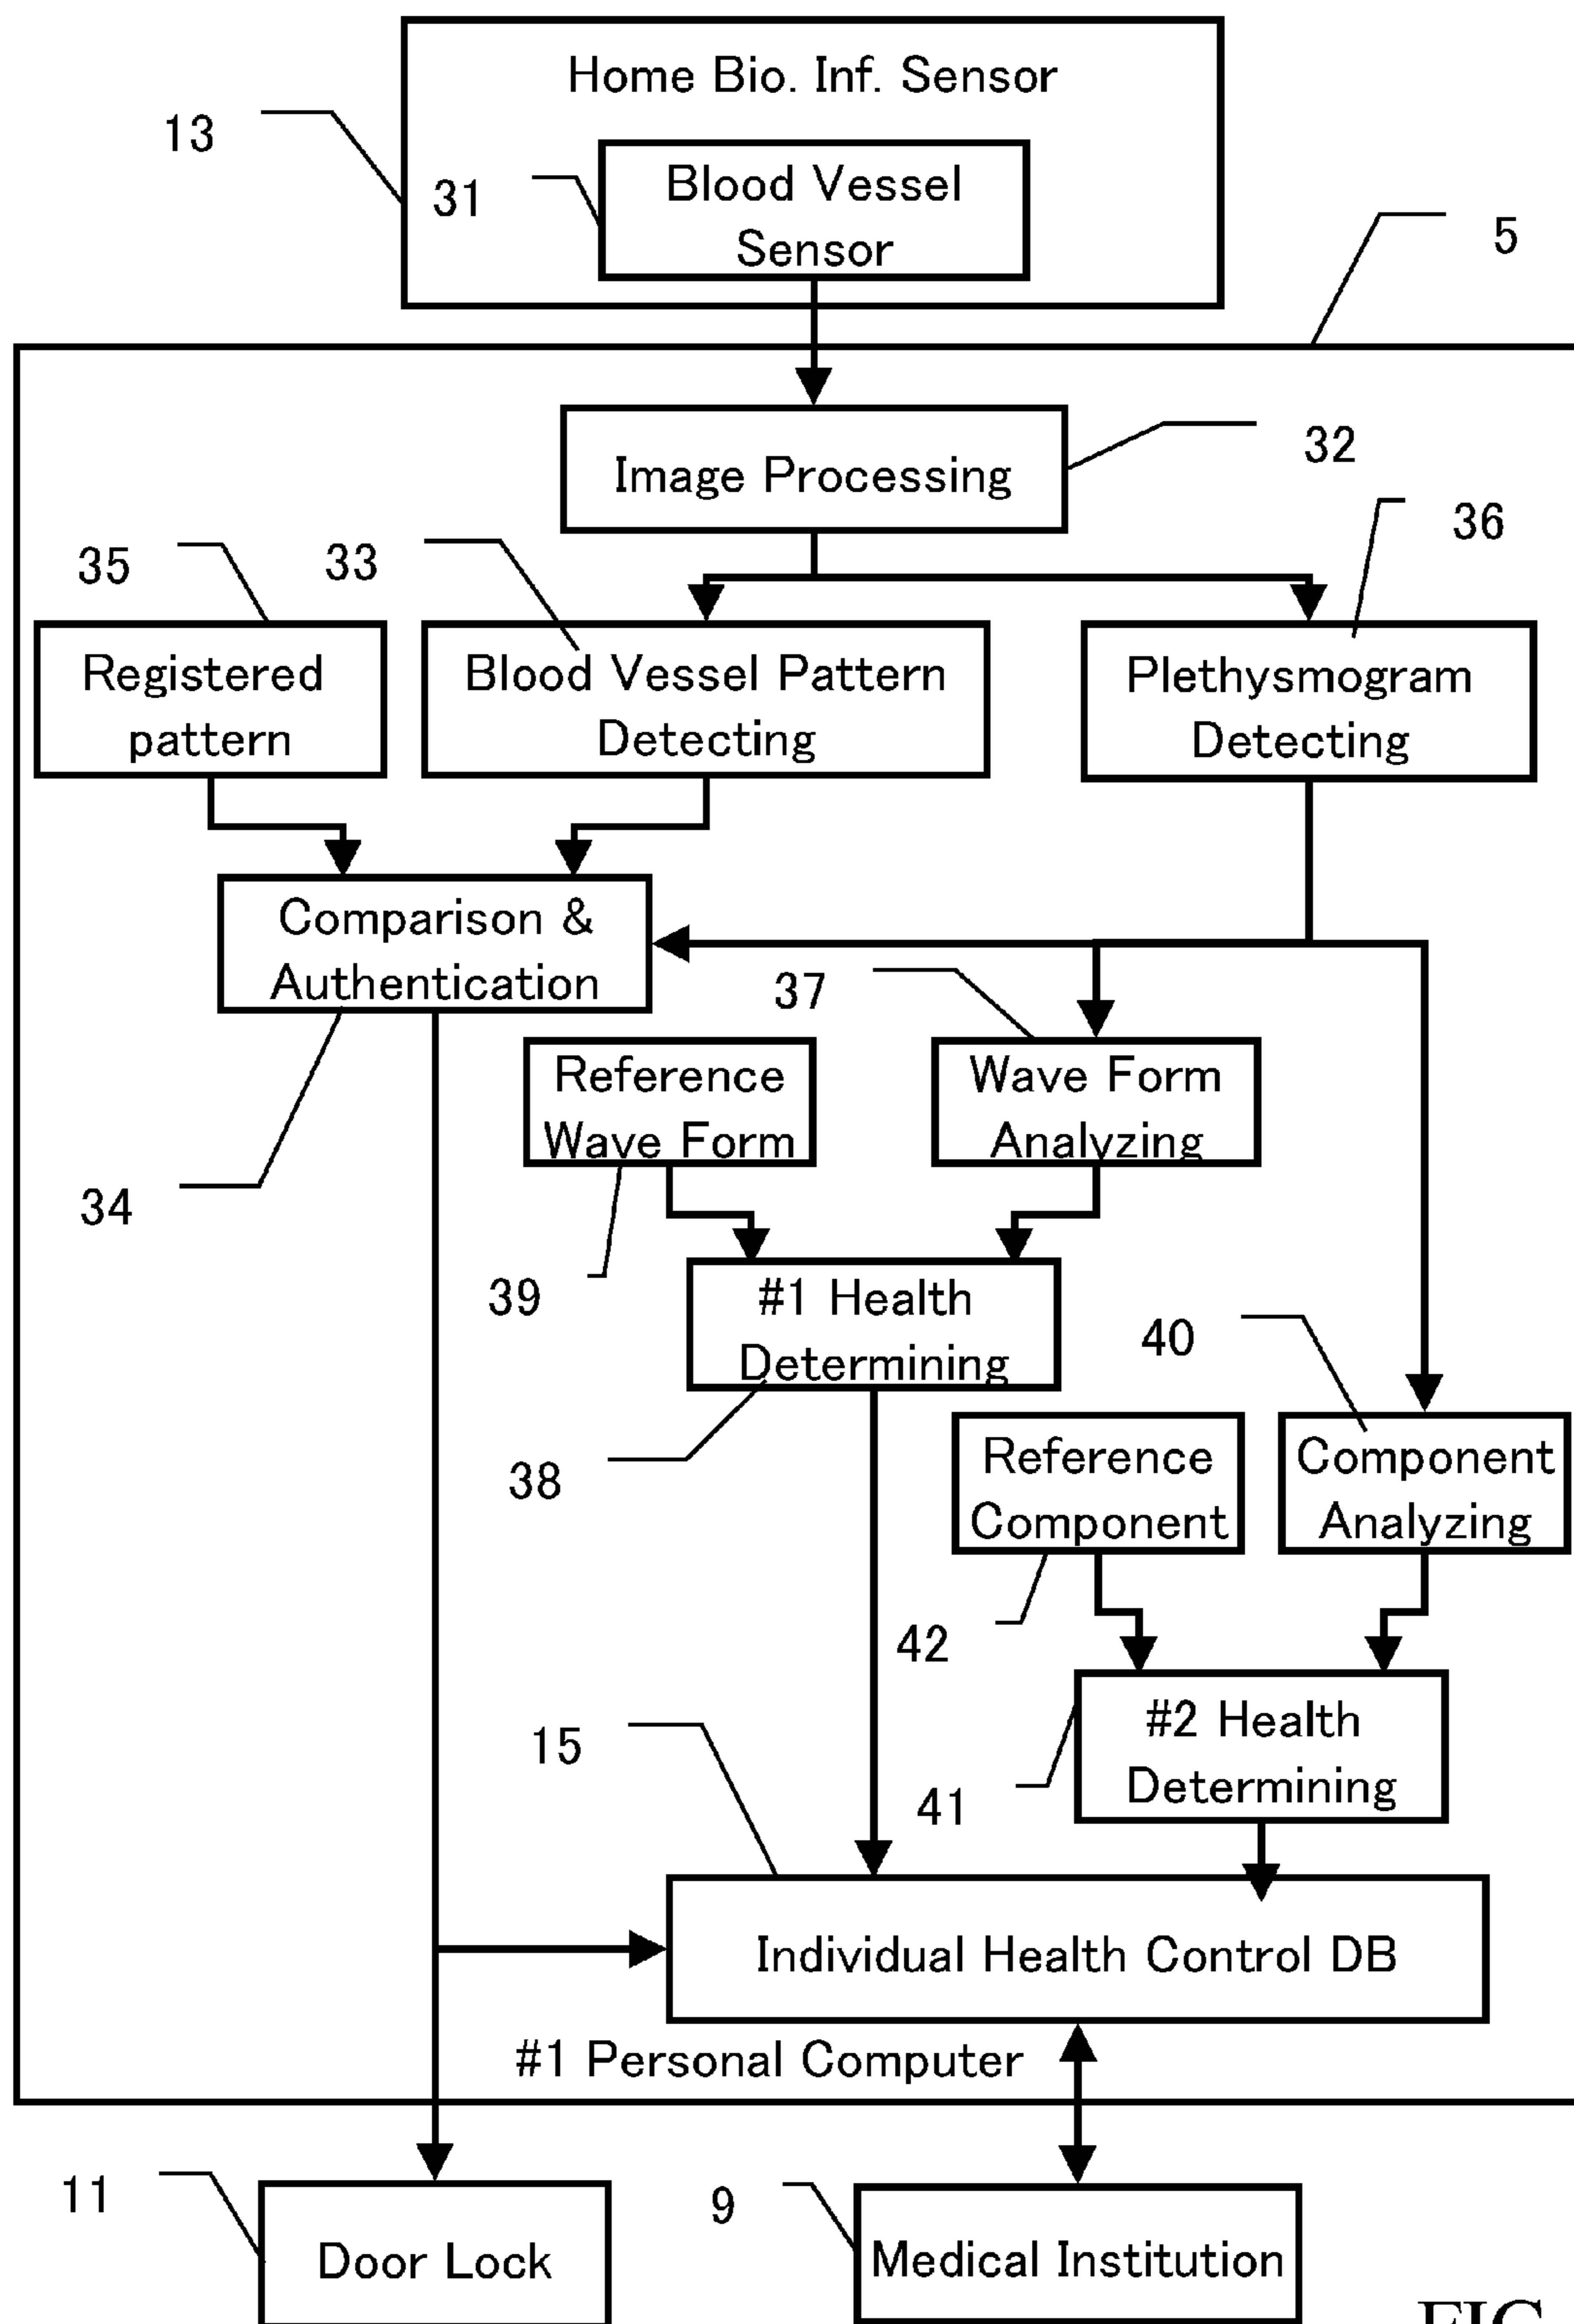 Home Bio. Inf. Sensor
13
31
Blood Vessel
Sensor
5
Image Processing
32
36
35
33
Registered
pattern
Blood Vessel Pattern
Detecting
Plethysmogram
Detecting
Comparison &
Authentication
37
34
Reference
Wave Form
Wave Form
Analyzing
39
#1 Health
Determining
40
38
Reference
Component
Component
Analyzing
42
#2 Health
Determining
15
41
Individual Health Control DB
#1 Personal Computer
11
9
Door Lock
Medical Institution
FIG